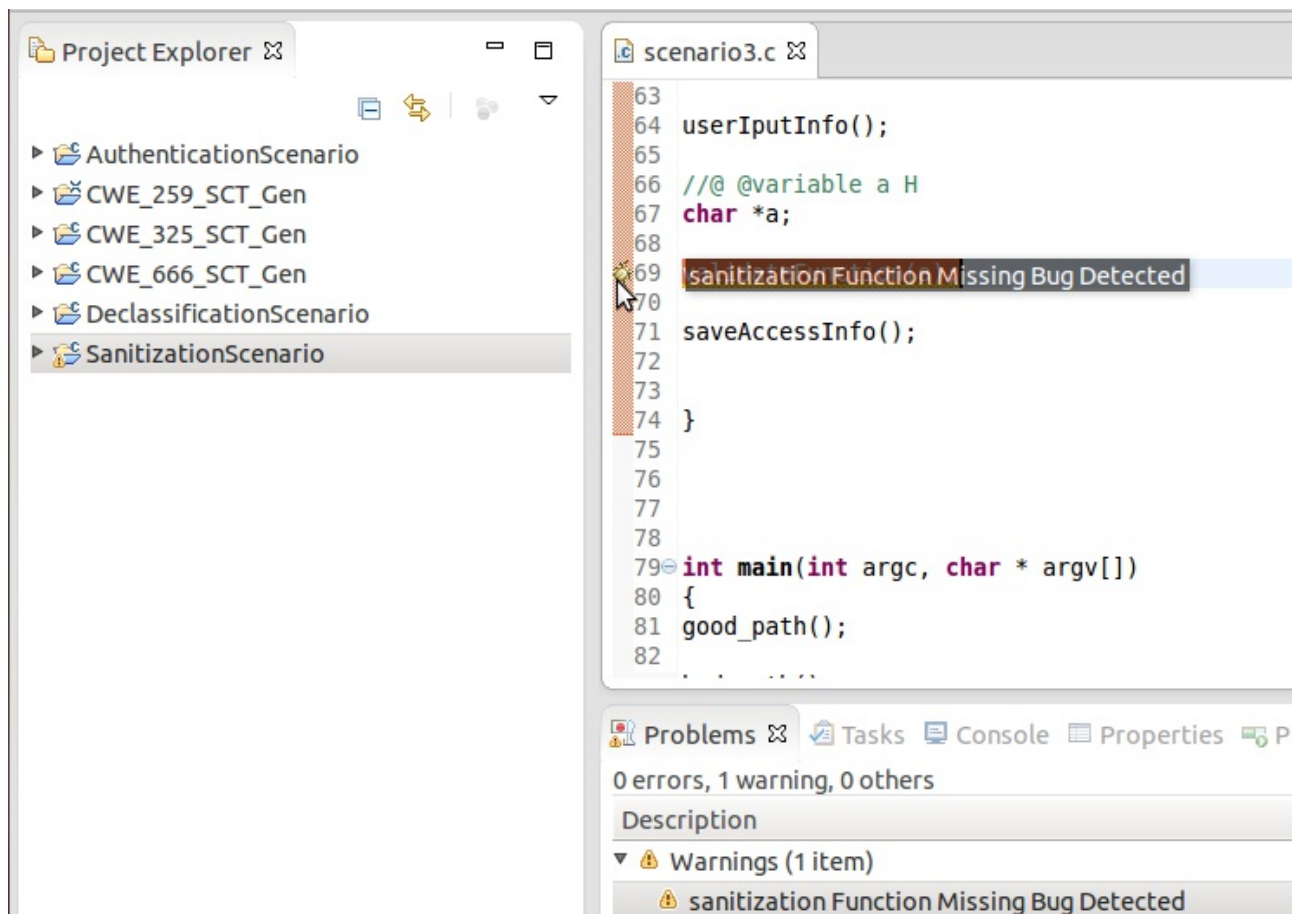 Project Explorer
AuthenticationScenario
CWE_259_SCT_Gen
CWE_325_SCT_Gen
CWE_666_SCT_Gen
DeclassificationScenario
SanitizationScenario
scenario3.c
63
64 userIputInfo();
65
66 //@ @variable a H
67 char *a;
68
69 sanitization Function Missing Bug Detected
70
71 saveAccessInfo();
72
73
74 }
75
76
77
78
79 int main(int argc, char * argv[])
80 {
81 good_path();
82
Problems Tasks Console Properties P
0 errors, 1 warning, 0 others
Description
Warnings (1 item)
sanitization Function Missing Bug Detected